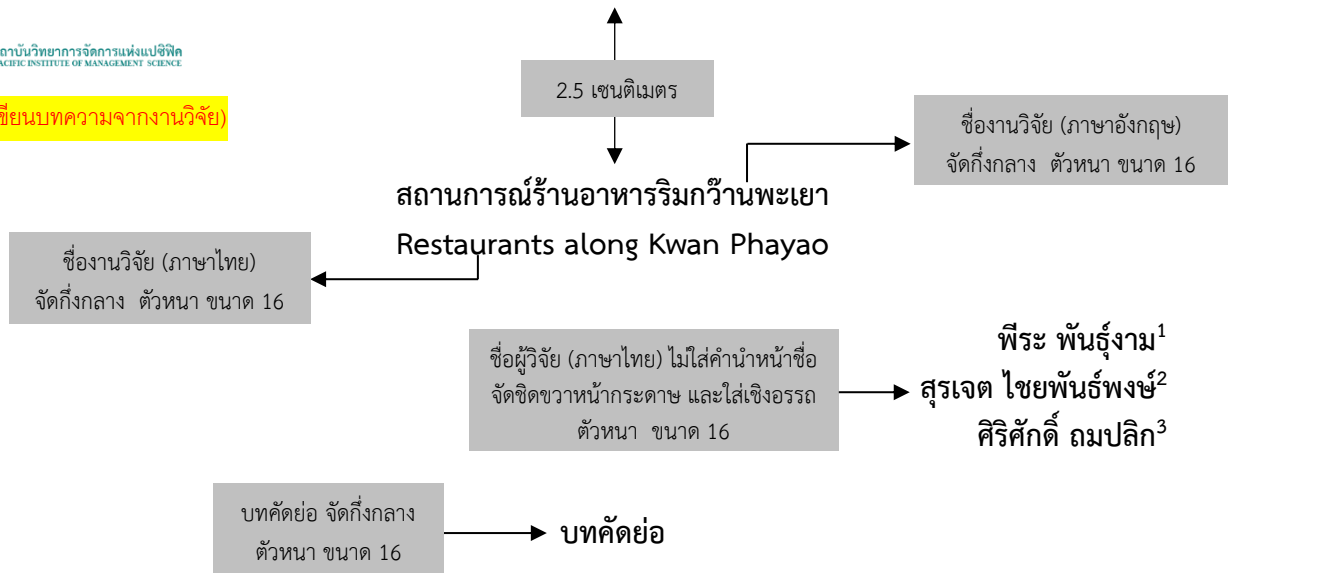 ถาบันวิทยาการจัดการแห่งแปซิฟิค
ACIFIC INSTITUTE OF MANAGEMENT SCIENCE
2.5 เซนติเมตร
ขียนบทความจากงานวิจัย)
ชื่องานวิจัย (ภาษาอังกฤษ)
จัดกึ่งกลาง ตัวหนา ขนาด 16
สถานการณ์ร้านอาหารริมกว๊านพะเยา
Restaurants along Kwan Phayao
ชื่องานวิจัย (ภาษาไทย)
จัดกึ่งกลาง ตัวหนา ขนาด 16
ชื่อผู้วิจัย (ภาษาไทย) ไม่ใส่คำนำหน้าชื่อ
จัดชิดขวาหน้ากระดาษ และใส่เชิงอรรถ
ตัวหนา ขนาด 16
พีระ พันธุ์งาม¹
สุรเจต ไชยพันธ์พงษ์²
ศิริศักดิ์ ถมปลิก³
บทคัดย่อ จัดกึ่งกลาง
ตัวหนา ขนาด 16
บทคัดย่อ